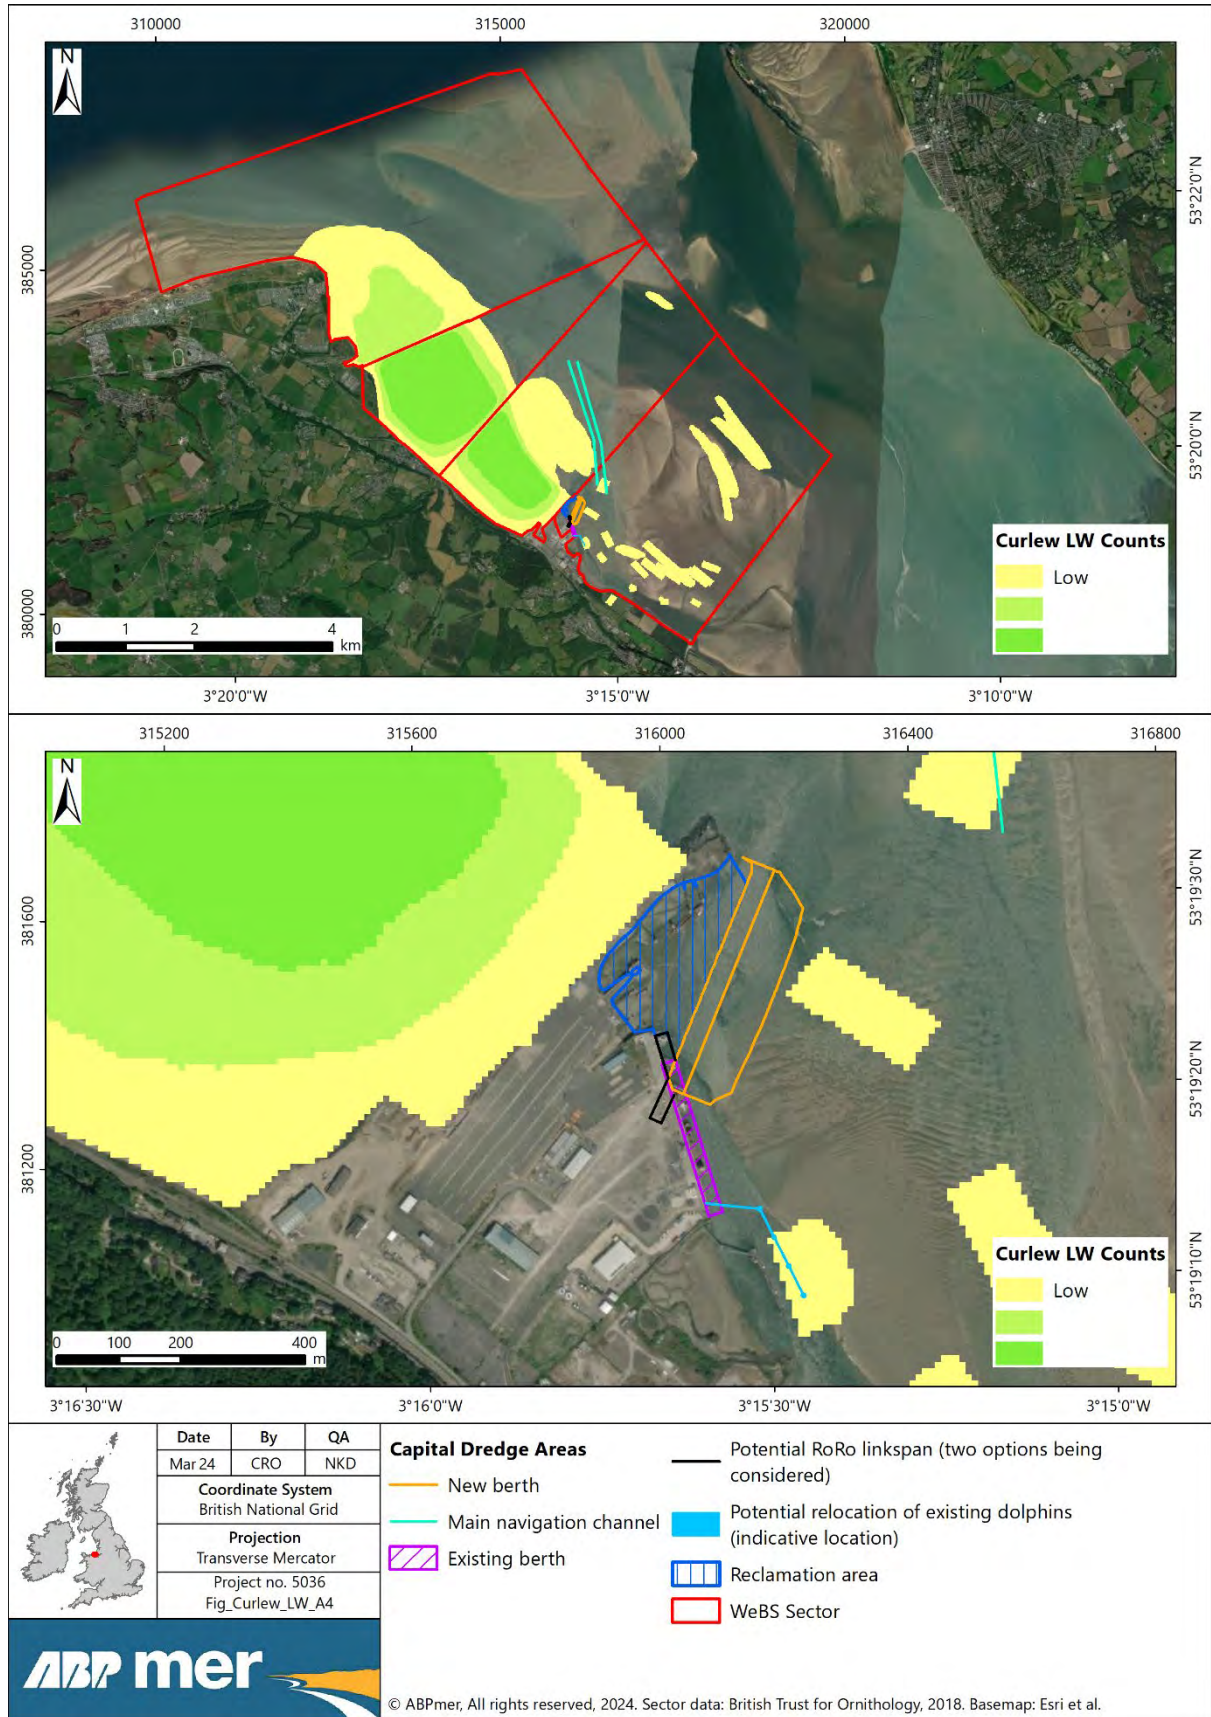 310000 315000 320000
N
385000
380000
53°22'0"N
53°20'0"N
Curlew LW Counts
Low
0 1 2 4
km
3°20'0"W 3°15'0"W 3°10'0"W
315200 315600 316000 316400 316800
N
381600
381200
53°19'30"N
53°19'20"N
53°19'10"N
Curlew LW Counts
Low
0 100 200 400
m
3°16'30"W 3°16'0"W 3°15'30"W 3°15'0"W
Date By QA
Mar 24 CRO NKD
Coordinate System
British National Grid
Projection
Transverse Mercator
Project no. 5036
Fig_Curlew_LW_A4
ABP mer
Capital Dredge Areas
New berth
Main navigation channel
Existing berth
Potential RoRo linkspan (two options being
considered)
Potential relocation of existing dolphins
(indicative location)
Reclamation area
WeBS Sector
© ABPmer, All rights reserved, 2024. Sector data: British Trust for Ornithology, 2018. Basemap: Esri et al.